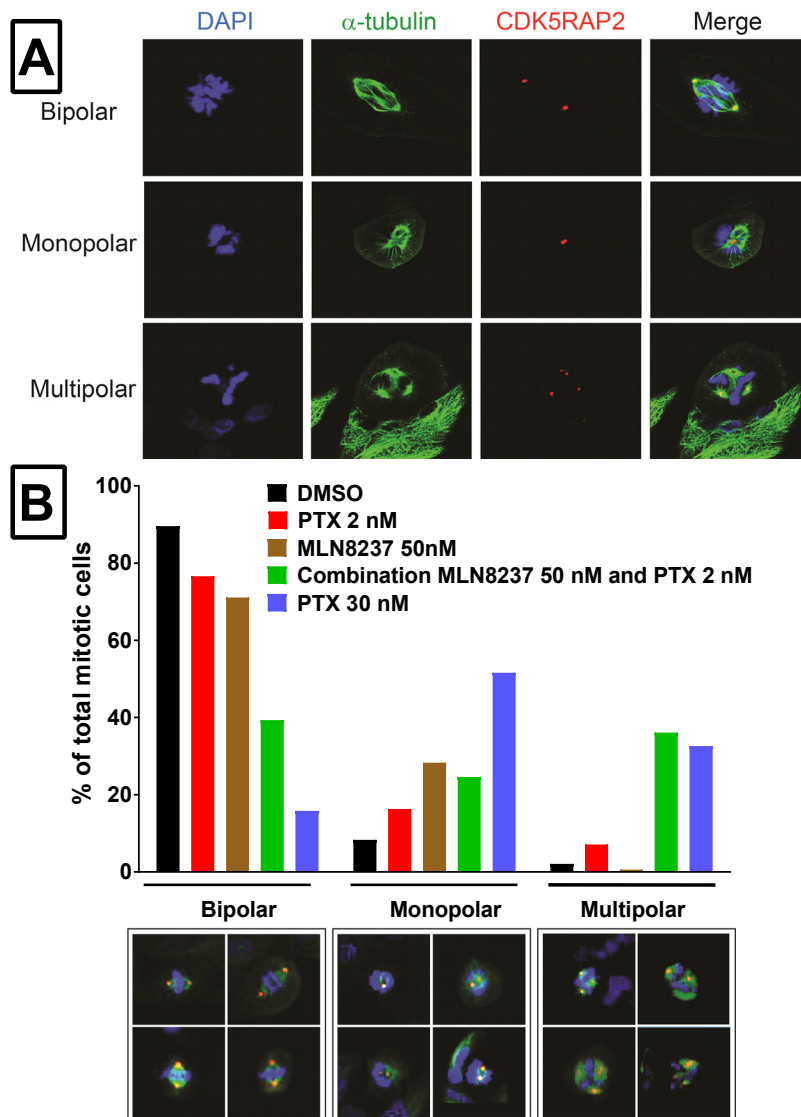 A
DAPI α-tubulin CDK5RAP2 Merge
Bipolar
Monopolar
Multipolar
B
% of total mitotic cells
100
80
60
40
20
0
DMSO
PTX 2 nM
MLN8237 50nM
Combination MLN8237 50 nM and PTX 2 nM
PTX 30 nM
Bipolar Monopolar Multipolar